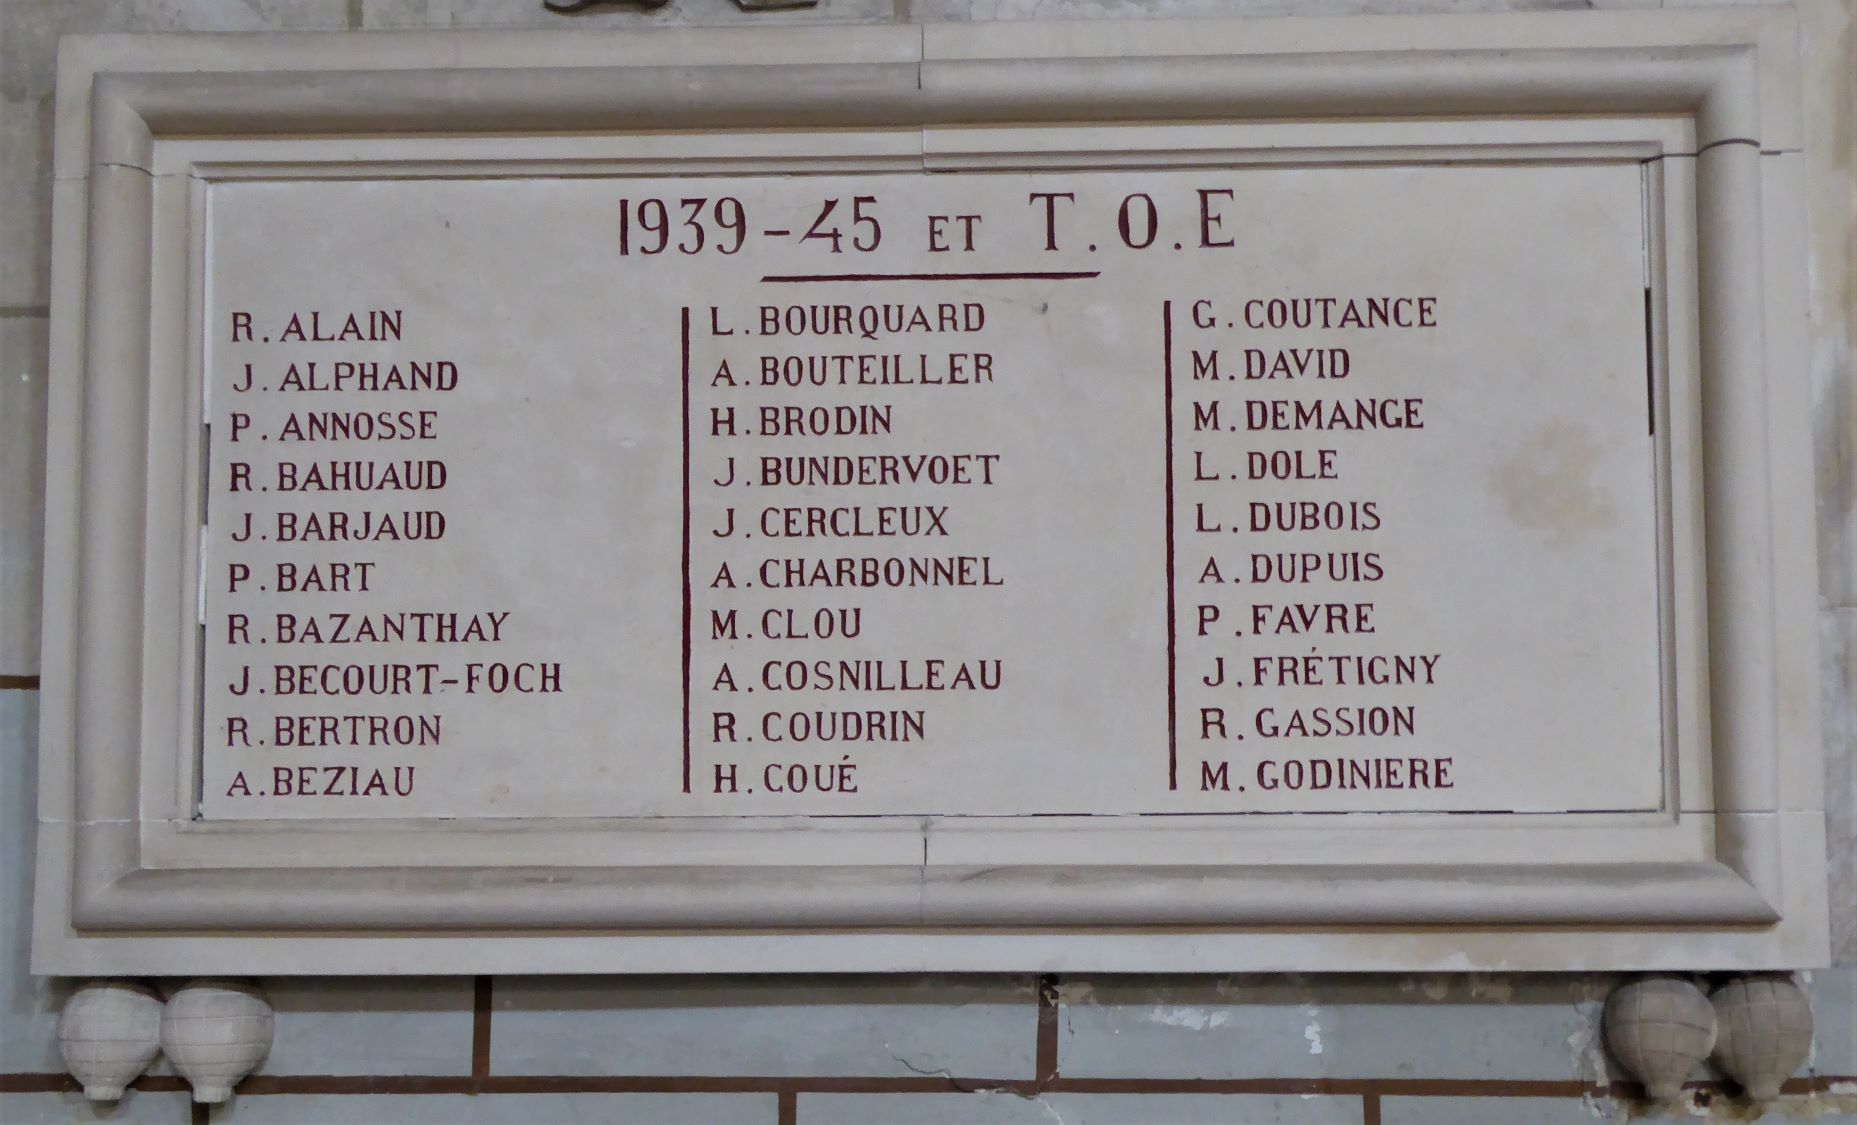 1939-45 ET T.O.E
R. ALAIN
J. ALPHAND
P. ANNOSSE
R. BAHUAUD
J. BARJAUD
P. BART
R. BAZANTHAY
J. BECOURT-FOCH
R. BERTRON
A. BEZIAU
L. BOURQUARD
A. BOUTEILLER
H. BRODIN
J. BUNDERVOET
J. CERCLEUX
A. CHARBONNEL
M. CLOU
A. COSNILLEAU
R. COUDRIN
H. COUÉ
G. COUTANCE
M. DAVID
M. DEMANGE
L. DOLE
L. DUBOIS
A. DUPUIS
P. FAVRE
J. FRÉTIGNY
R. GASSION
M. GODINIERE